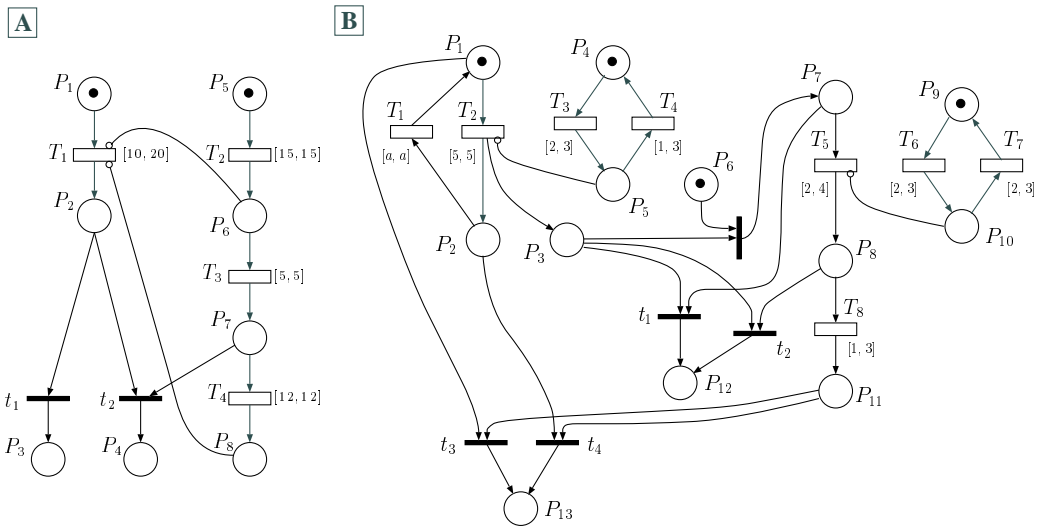 A
P1
P5
T1
[10, 20]
T2
[15,15]
P2
P6
T3
[5, 5]
P7
t1
t2
T4
[12,12]
P3
P4
P8
B
P1
P4
P7
P9
T1
T2
T3
T4
T5
T6
T7
[a, a]
[5, 5]
[2, 3]
[1, 3]
P6
[2, 4]
[2, 3]
[2, 3]
P5
P2
P3
P10
P8
t1
T8
t2
[1, 3]
P12
P11
t3
t4
P13